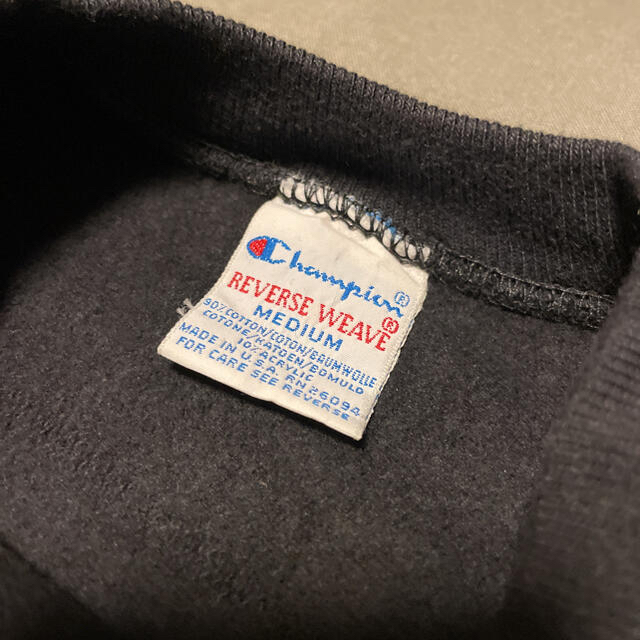 Champion®
REVERSE WEAVE®
MEDIUM
90% COTTON/COTON/BAUMWOLLE
COTONE/KATOEN/BOMULD
10% ACRYLIC
MADE IN U.S.A. RN 26094
FOR CARE SEE REVERSE